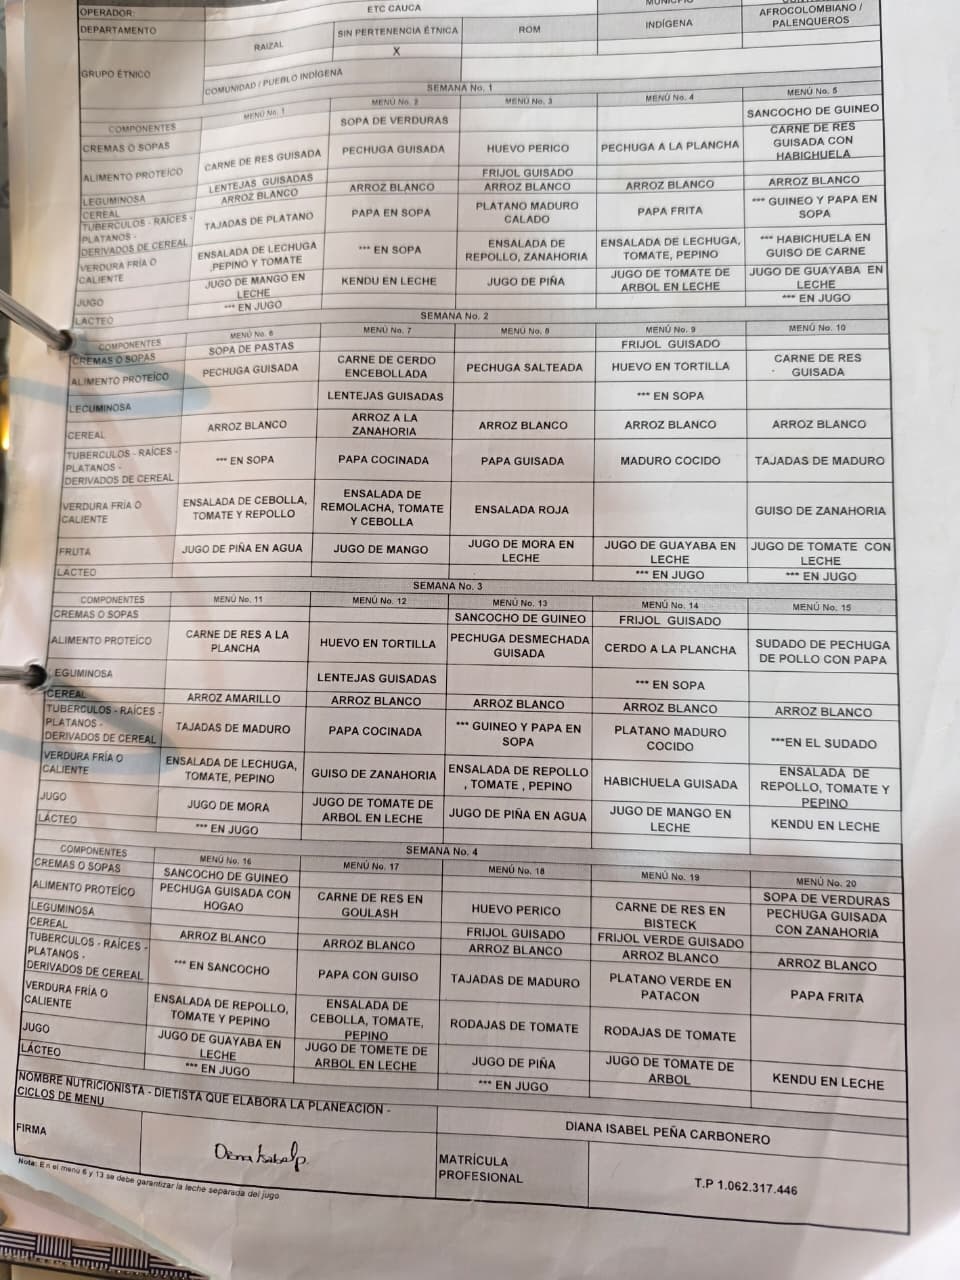 OPERADOR: ETC CAUCA
DEPARTAMENTO
GRUPO ÉTNICO RAIZAL SIN PERTENENCIA ÉTNICA ROM INDÍGENA AFROCOLOMBIANO / PALENQUEROS
X
COMUNIDAD / PUEBLO INDÍGENA
SEMANA No. 1
COMPONENTES MENÚ No. 1 MENÚ No. 2 MENÚ No. 3 MENÚ No. 4 MENÚ No. 5
CREMAS O SOPAS SOPA DE VERDURAS SANCOCHO DE GUINEO
ALIMENTO PROTEÍCO CARNE DE RES GUISADA PECHUGA GUISADA HUEVO PERICO PECHUGA A LA PLANCHA CARNE DE RES GUISADA CON HABICHUELA
LEGUMINOSA LENTEJAS GUISADAS FRIJOL GUISADO
CEREAL ARROZ BLANCO ARROZ BLANCO ARROZ BLANCO ARROZ BLANCO ARROZ BLANCO
TUBERCULOS - RAÍCES - PLATANOS - DERIVADOS DE CEREAL TAJADAS DE PLATANO PAPA EN SOPA PLATANO MADURO CALADO PAPA FRITA *** GUINEO Y PAPA EN SOPA
VERDURA FRÍA O CALIENTE ENSALADA DE LECHUGA ,PEPINO Y TOMATE *** EN SOPA ENSALADA DE REPOLLO, ZANAHORIA ENSALADA DE LECHUGA, TOMATE, PEPINO *** HABICHUELA EN GUISO DE CARNE
JUGO JUGO DE MANGO EN LECHE KENDU EN LECHE JUGO DE PIÑA JUGO DE TOMATE DE ARBOL EN LECHE JUGO DE GUAYABA EN LECHE
LÁCTEO *** EN JUGO *** EN JUGO
SEMANA No. 2
COMPONENTES MENÚ No. 6 MENÚ No. 7 MENÚ No. 8 MENÚ No. 9 MENÚ No. 10
CREMAS O SOPAS SOPA DE PASTAS FRIJOL GUISADO
ALIMENTO PROTEÍCO PECHUGA GUISADA CARNE DE CERDO ENCEBOLLADA PECHUGA SALTEADA HUEVO EN TORTILLA CARNE DE RES GUISADA
LEGUMINOSA LENTEJAS GUISADAS *** EN SOPA
CEREAL ARROZ BLANCO ARROZ A LA ZANAHORIA ARROZ BLANCO ARROZ BLANCO ARROZ BLANCO
TUBERCULOS - RAÍCES - PLATANOS - DERIVADOS DE CEREAL *** EN SOPA PAPA COCINADA PAPA GUISADA MADURO COCIDO TAJADAS DE MADURO
VERDURA FRÍA O CALIENTE ENSALADA DE CEBOLLA, TOMATE Y REPOLLO ENSALADA DE REMOLACHA, TOMATE Y CEBOLLA ENSALADA ROJA GUISO DE ZANAHORIA
FRUTA JUGO DE PIÑA EN AGUA JUGO DE MANGO JUGO DE MORA EN LECHE JUGO DE GUAYABA EN LECHE JUGO DE TOMATE CON LECHE
LÁCTEO *** EN JUGO *** EN JUGO
SEMANA No. 3
COMPONENTES MENÚ No. 11 MENÚ No. 12 MENÚ No. 13 MENÚ No. 14 MENÚ No. 15
CREMAS O SOPAS SANCOCHO DE GUINEO FRIJOL GUISADO
ALIMENTO PROTEÍCO CARNE DE RES A LA PLANCHA HUEVO EN TORTILLA PECHUGA DESMECHADA GUISADA CERDO A LA PLANCHA SUDADO DE PECHUGA DE POLLO CON PAPA
EGUMINOSA LENTEJAS GUISADAS *** EN SOPA
CEREAL ARROZ AMARILLO ARROZ BLANCO ARROZ BLANCO ARROZ BLANCO ARROZ BLANCO
TUBERCULOS - RAÍCES - PLATANOS - DERIVADOS DE CEREAL TAJADAS DE MADURO PAPA COCINADA *** GUINEO Y PAPA EN SOPA PLATANO MADURO COCIDO ***EN EL SUDADO
VERDURA FRÍA O CALIENTE ENSALADA DE LECHUGA, TOMATE, PEPINO GUISO DE ZANAHORIA ENSALADA DE REPOLLO , TOMATE , PEPINO HABICHUELA GUISADA ENSALADA DE REPOLLO, TOMATE Y PEPINO
JUGO JUGO DE MORA JUGO DE TOMATE DE ARBOL EN LECHE JUGO DE PIÑA EN AGUA JUGO DE MANGO EN LECHE KENDU EN LECHE
LÁCTEO *** EN JUGO
SEMANA No. 4
COMPONENTES MENÚ No. 16 MENÚ No. 17 MENÚ No. 18 MENÚ No. 19 MENÚ No. 20
CREMAS O SOPAS SANCOCHO DE GUINEO SOPA DE VERDURAS
ALIMENTO PROTEÍCO PECHUGA GUISADA CON HOGAO CARNE DE RES EN GOULASH HUEVO PERICO CARNE DE RES EN BISTECK PECHUGA GUISADA CON ZANAHORIA
LEGUMINOSA FRIJOL GUISADO FRIJOL VERDE GUISADO
CEREAL ARROZ BLANCO ARROZ BLANCO ARROZ BLANCO ARROZ BLANCO ARROZ BLANCO
TUBERCULOS - RAÍCES - PLATANOS - DERIVADOS DE CEREAL *** EN SANCOCHO PAPA CON GUISO TAJADAS DE MADURO PLATANO VERDE EN PATACON PAPA FRITA
VERDURA FRÍA O CALIENTE ENSALADA DE REPOLLO, TOMATE Y PEPINO ENSALADA DE CEBOLLA, TOMATE, PEPINO RODAJAS DE TOMATE RODAJAS DE TOMATE
JUGO JUGO DE GUAYABA EN LECHE JUGO DE TOMETE DE ARBOL EN LECHE JUGO DE PIÑA JUGO DE TOMATE DE ARBOL KENDU EN LECHE
LÁCTEO *** EN JUGO *** EN JUGO
NOMBRE NUTRICIONISTA - DIETISTA QUE ELABORA LA PLANEACIÓN - CICLOS DE MENU DIANA ISABEL PEÑA CARBONERO
FIRMA Diana Isabel p. MATRÍCULA PROFESIONAL T.P 1.062.317.446
Nota: En el menú 6 y 13 se debe garantizar la leche separada del jugo